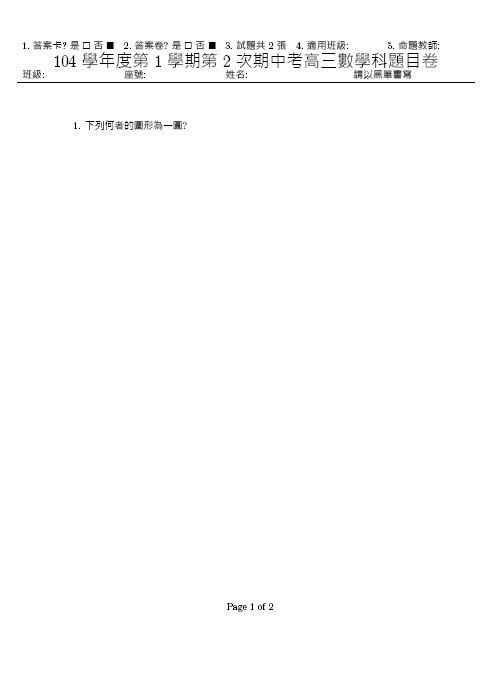 1. 答案卡? 是 □ 否 ■ 2. 答案卷? 是 □ 否 ■ 3. 試題共 2 張 4. 適用班級: 5. 命題教師:
104 學年度第 1 學期第 2 次期中考高三數學科題目卷
班級: 座號: 姓名: 請以黑筆書寫
1. 下列何者的圖形為一圓?
Page 1 of 2